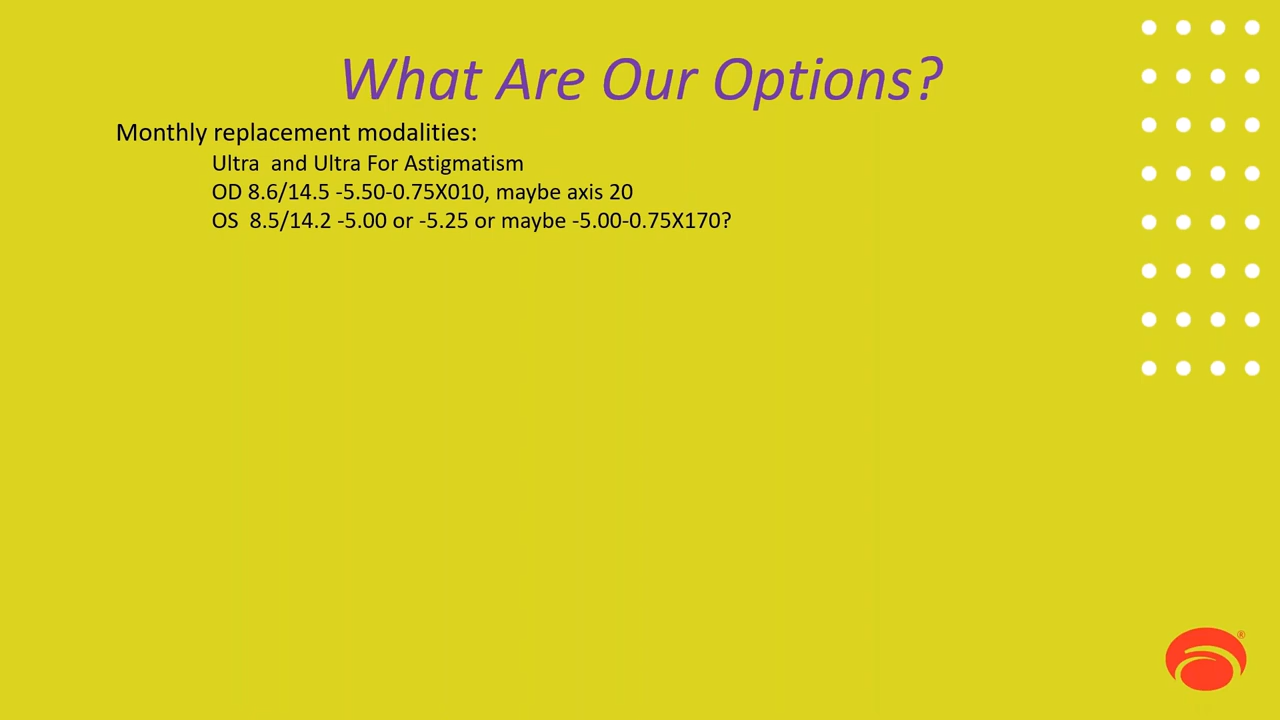 What Are Our Options?
Monthly replacement modalities:
Ultra  and Ultra For Astigmatism
OD 8.6/14.5 -5.50-0.75X010, maybe axis 20
OS  8.5/14.2 -5.00 or -5.25 or maybe -5.00-0.75X170?
®